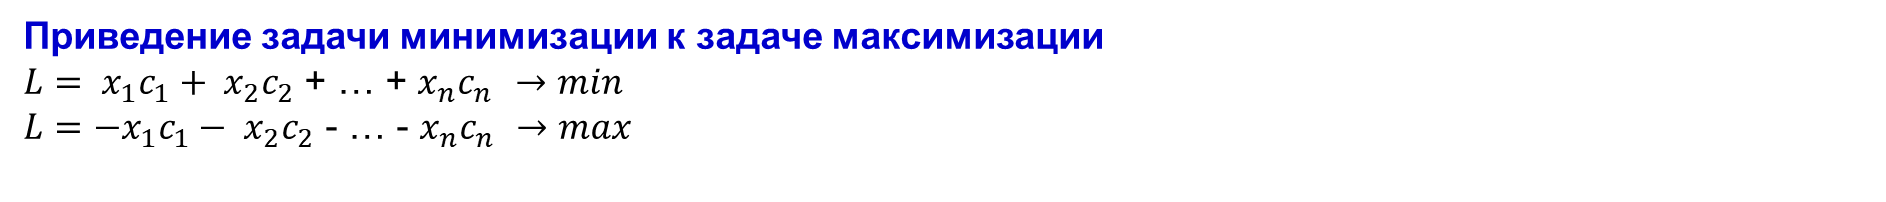 Приведение задачи минимизации к задаче максимизации
L = x₁c₁ + x₂c₂ + … + xₙcₙ → min
L = −x₁c₁ − x₂c₂ - … - xₙcₙ → max